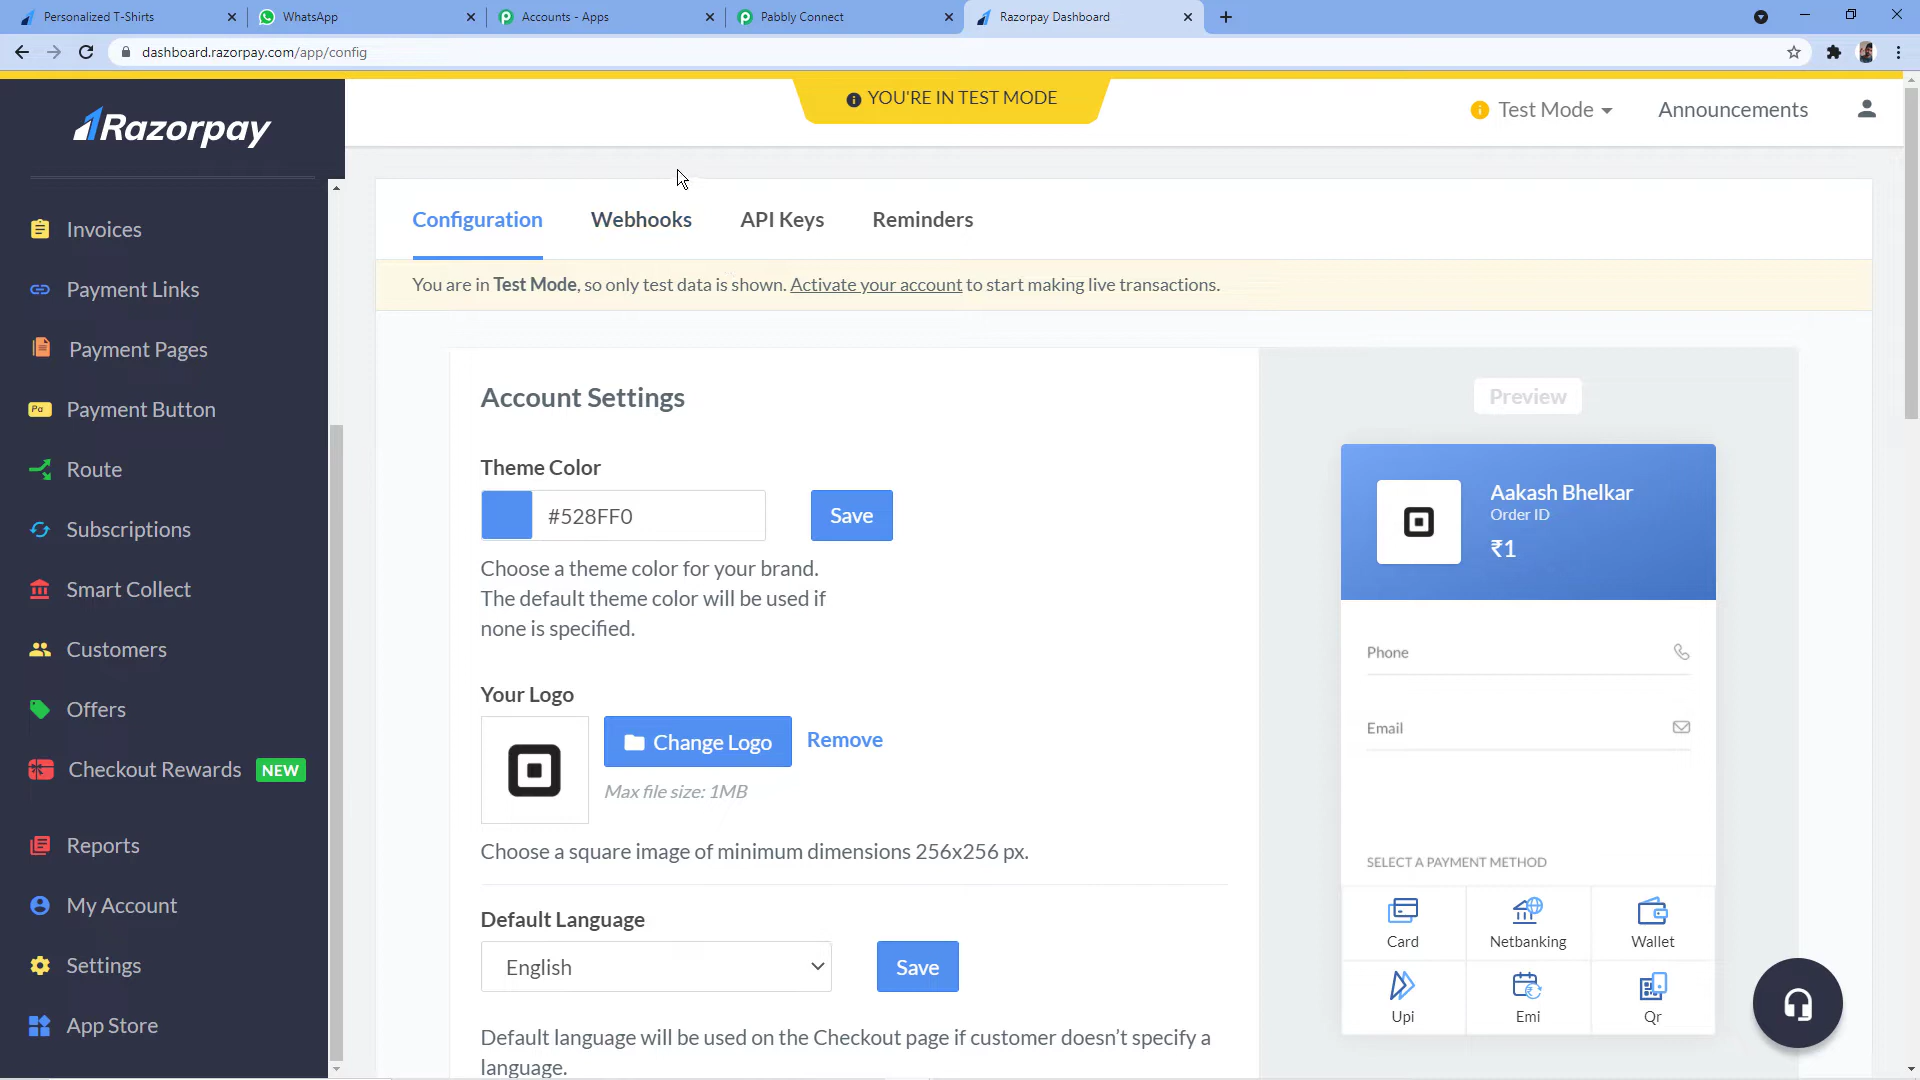 Personalized T-Shirts
WhatsApp
Accounts - Apps
Pabbly Connect
Razorpay Dashboard
dashboard.razorpay.com/app/config
YOU'RE IN TEST MODE
Test Mode
Announcements
Razorpay
Invoices
Payment Links
Payment Pages
Pa
Payment Button
Route
Subscriptions
Smart Collect
Customers
Offers
Checkout Rewards NEW
Reports
My Account
Settings
App Store
Configuration
Webhooks
API Keys
Reminders
You are in Test Mode, so only test data is shown. Activate your account to start making live transactions.
Account Settings
Theme Color
#528FF0
Save
Choose a theme color for your brand.
The default theme color will be used if
none is specified.
Your Logo
Change Logo
Remove
Max file size: 1MB
Choose a square image of minimum dimensions 256x256 px.
Default Language
English
Save
Default language will be used on the Checkout page if customer doesn’t specify a
language.
Preview
Aakash Bhelkar
Order ID
₹1
Phone
Email
SELECT A PAYMENT METHOD
Card
Netbanking
Wallet
Upi
Emi
Qr